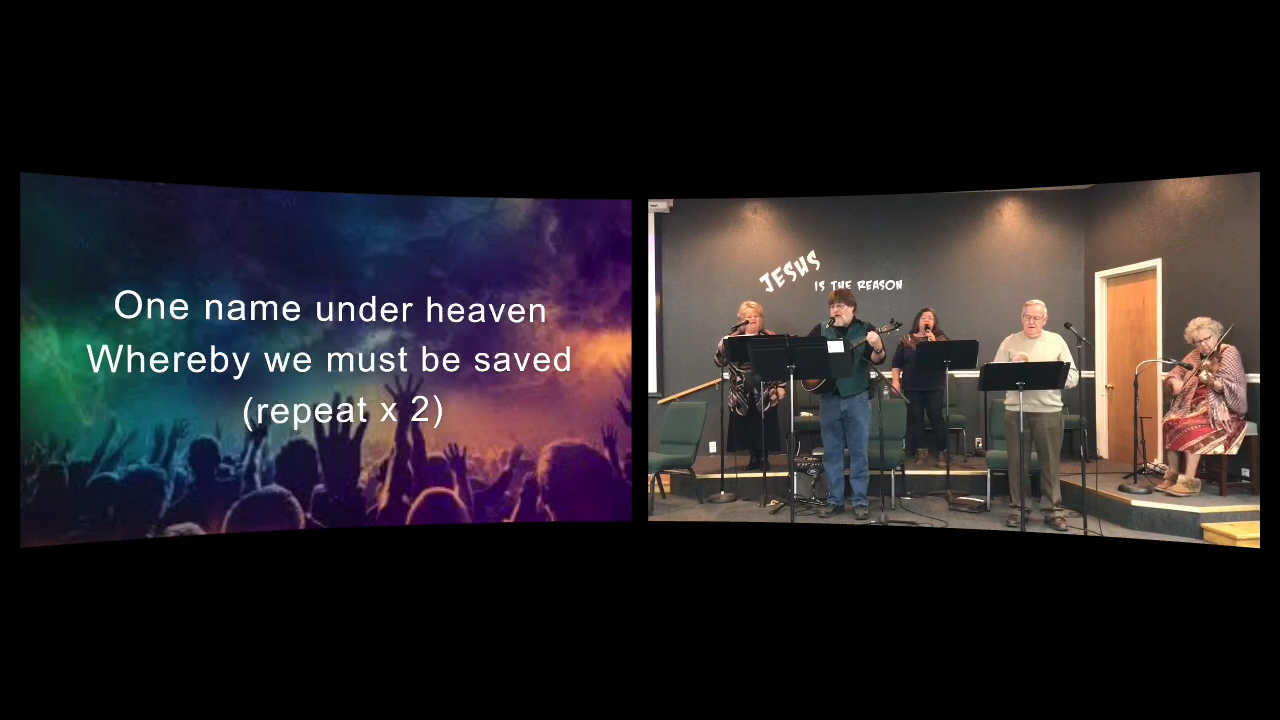 One name under heaven
Whereby we must be saved
(repeat x 2)
JESUS
IS THE REASON